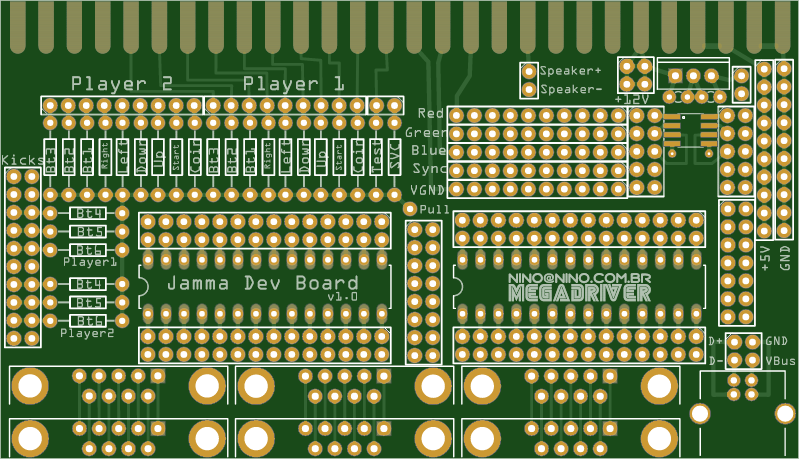 Player 2
Player 1
Speaker+
Speaker-
+12V
Red
Green
Blue
Sync
VGND
Kicks
Bt3
Bt2
Bt1
Right
Left
Down
Up
Start
Coin
Bt3
Bt2
Bt1
Right
Left
Down
Up
Start
Coin
Test
SVC
Pull
Bt4
Bt5
Bt6
Player1
Bt4
Bt5
Bt6
Player2
Jamma Dev Board
v1.0
NINO@NINO.COM.BR
MEGADRIVER
+5V
GND
D+
GND
D-
VBus